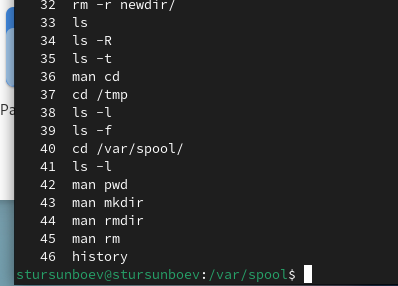 32 rm -r newdir/
33 ls
34 ls -R
35 ls -t
36 man cd
37 cd /tmp
38 ls -l
39 ls -f
40 cd /var/spool/
41 ls -l
42 man pwd
43 man mkdir
44 man rmdir
45 man rm
46 history
stursunboev@stursunboev:/var/spool$
Pa